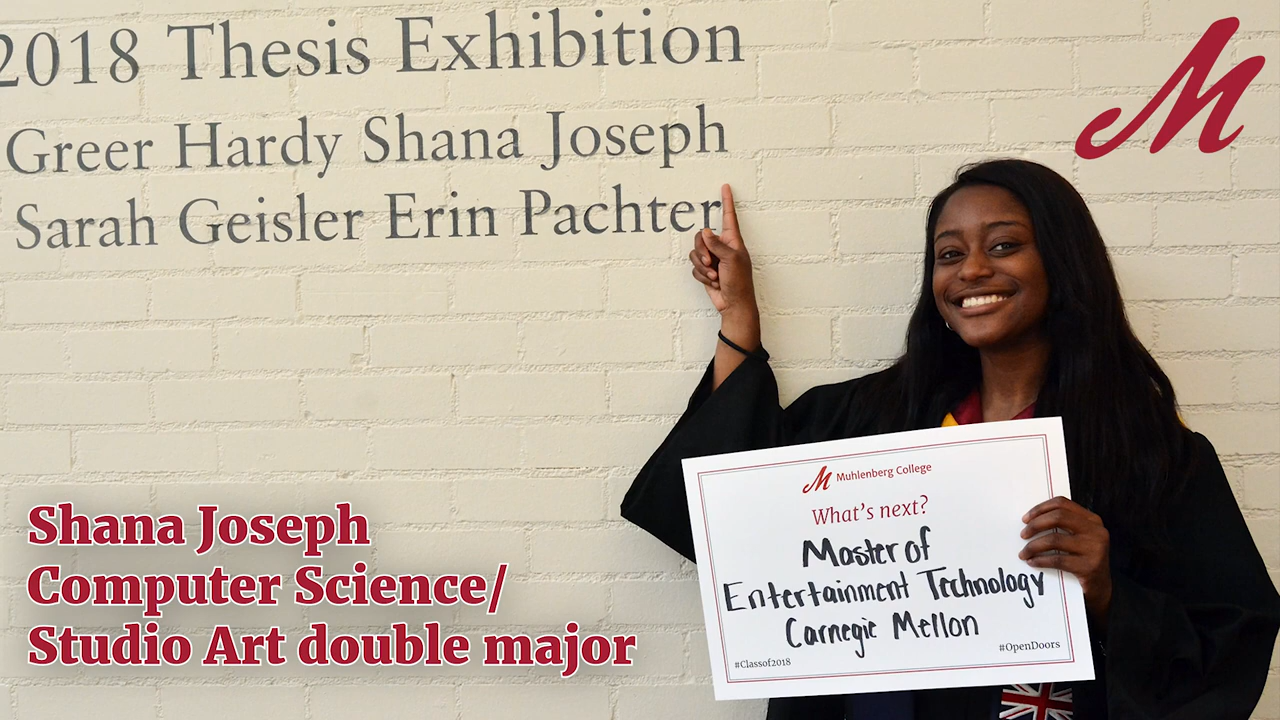 2018 Thesis Exhibition
Greer Hardy Shana Joseph
Sarah Geisler Erin Pachter
M
Shana Joseph
Computer Science/
Studio Art double major
M Muhlenberg College
What's next?
Master of
Entertainment Technology
Carnegie Mellon
#Classof2018
#OpenDoors